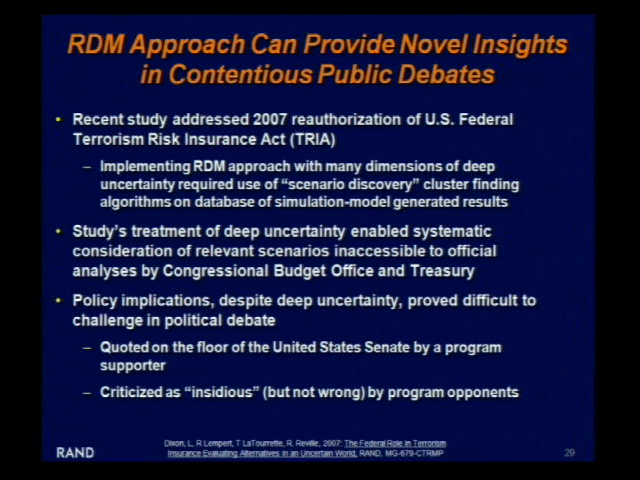 RDM Approach Can Provide Novel Insights
in Contentious Public Debates
• Recent study addressed 2007 reauthorization of U.S. Federal
Terrorism Risk Insurance Act (TRIA)
– Implementing RDM approach with many dimensions of deep
uncertainty required use of “scenario discovery” cluster finding
algorithms on database of simulation-model generated results
• Study’s treatment of deep uncertainty enabled systematic
consideration of relevant scenarios inaccessible to official
analyses by Congressional Budget Office and Treasury
• Policy implications, despite deep uncertainty, proved difficult to
challenge in political debate
– Quoted on the floor of the United States Senate by a program
supporter
– Criticized as “insidious” (but not wrong) by program opponents
Dixon, L, R Lempert, T LaTourrette, R. Reville, 2007: The Federal Role in Terrorism
Insurance Evaluating Alternatives in an Uncertain World, RAND, MG-679-CTRMP
RAND
29